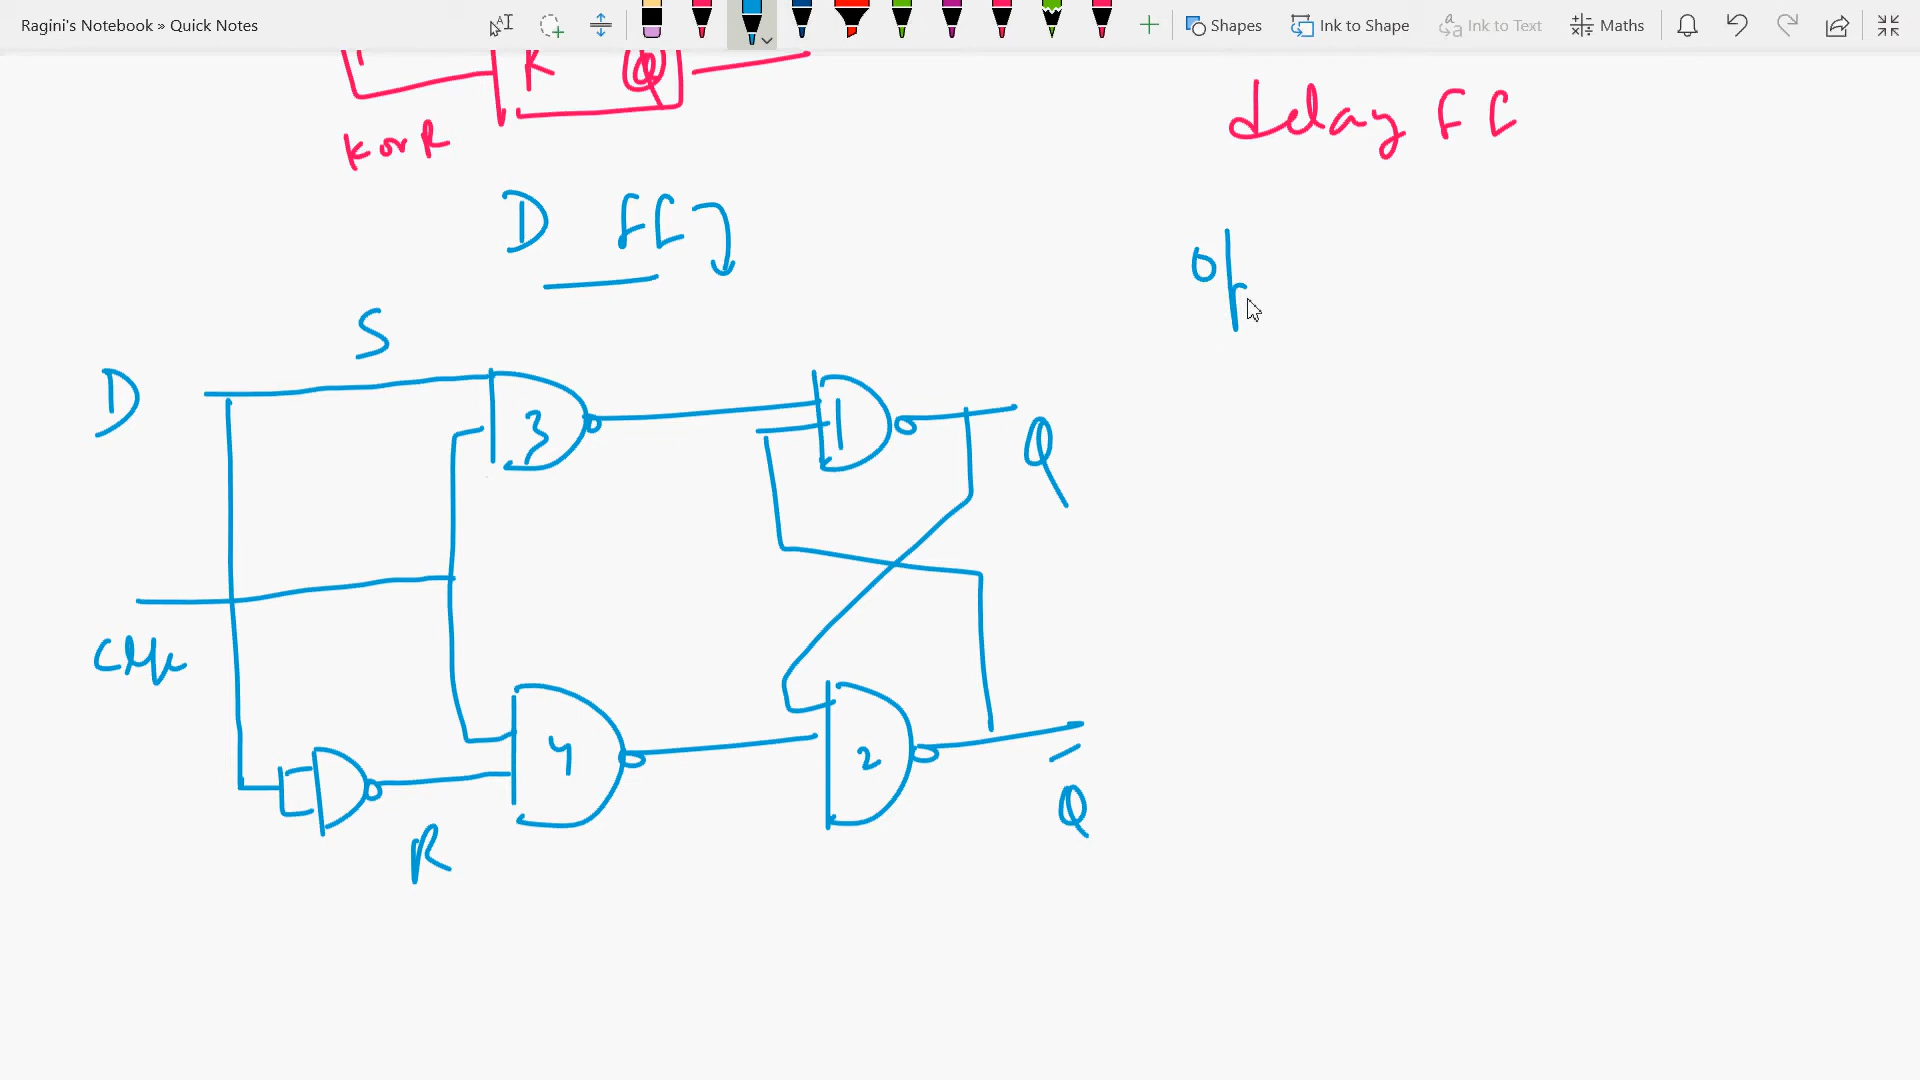 Ragini's Notebook » Quick Notes
Shapes
Ink to Shape
Ink to Text
Maths
K Q
K or R
delay FF
D FF
o/p
S
D
3
1
Q
Clk
4
2
Q
R